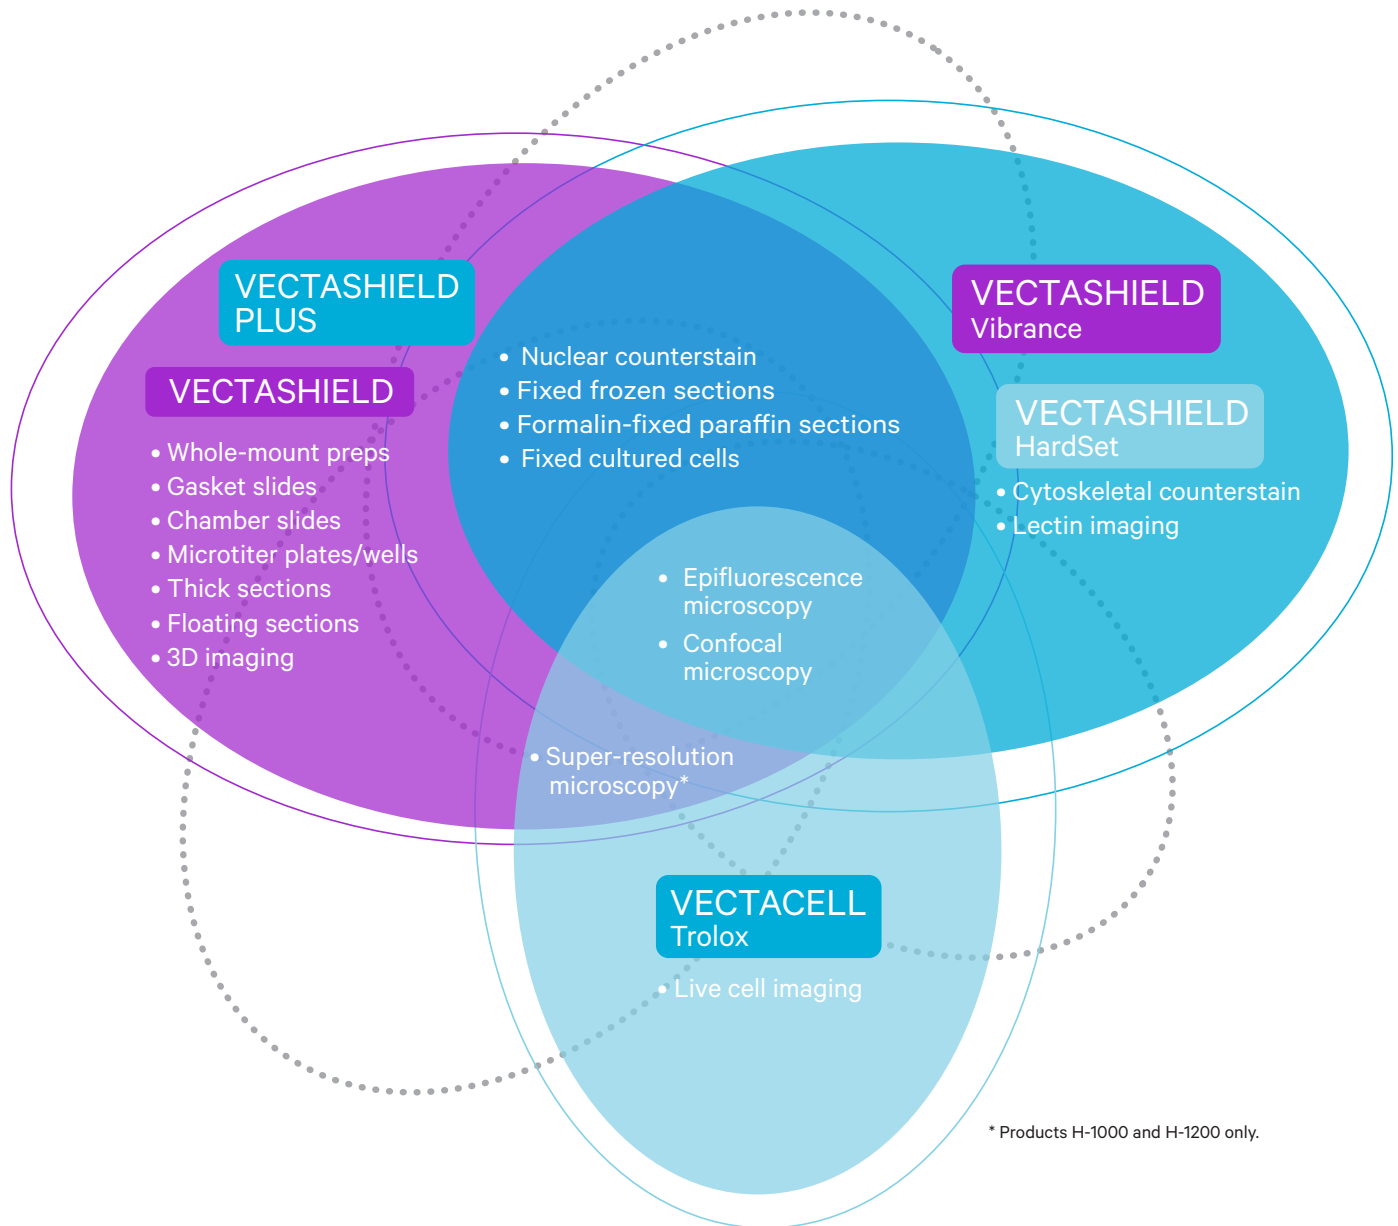 VECTASHIELD
PLUS
VECTASHIELD
• Whole-mount preps
• Gasket slides
• Chamber slides
• Microtiter plates/wells
• Thick sections
• Floating sections
• 3D imaging
• Nuclear counterstain
• Fixed frozen sections
• Formalin-fixed paraffin sections
• Fixed cultured cells
VECTASHIELD
Vibrance
VECTASHIELD
HardSet
• Cytoskeletal counterstain
• Lectin imaging
• Epifluorescence
microscopy
• Confocal
microscopy
• Super-resolution
microscopy*
VECTACELL
Trolox
• Live cell imaging
* Products H-1000 and H-1200 only.